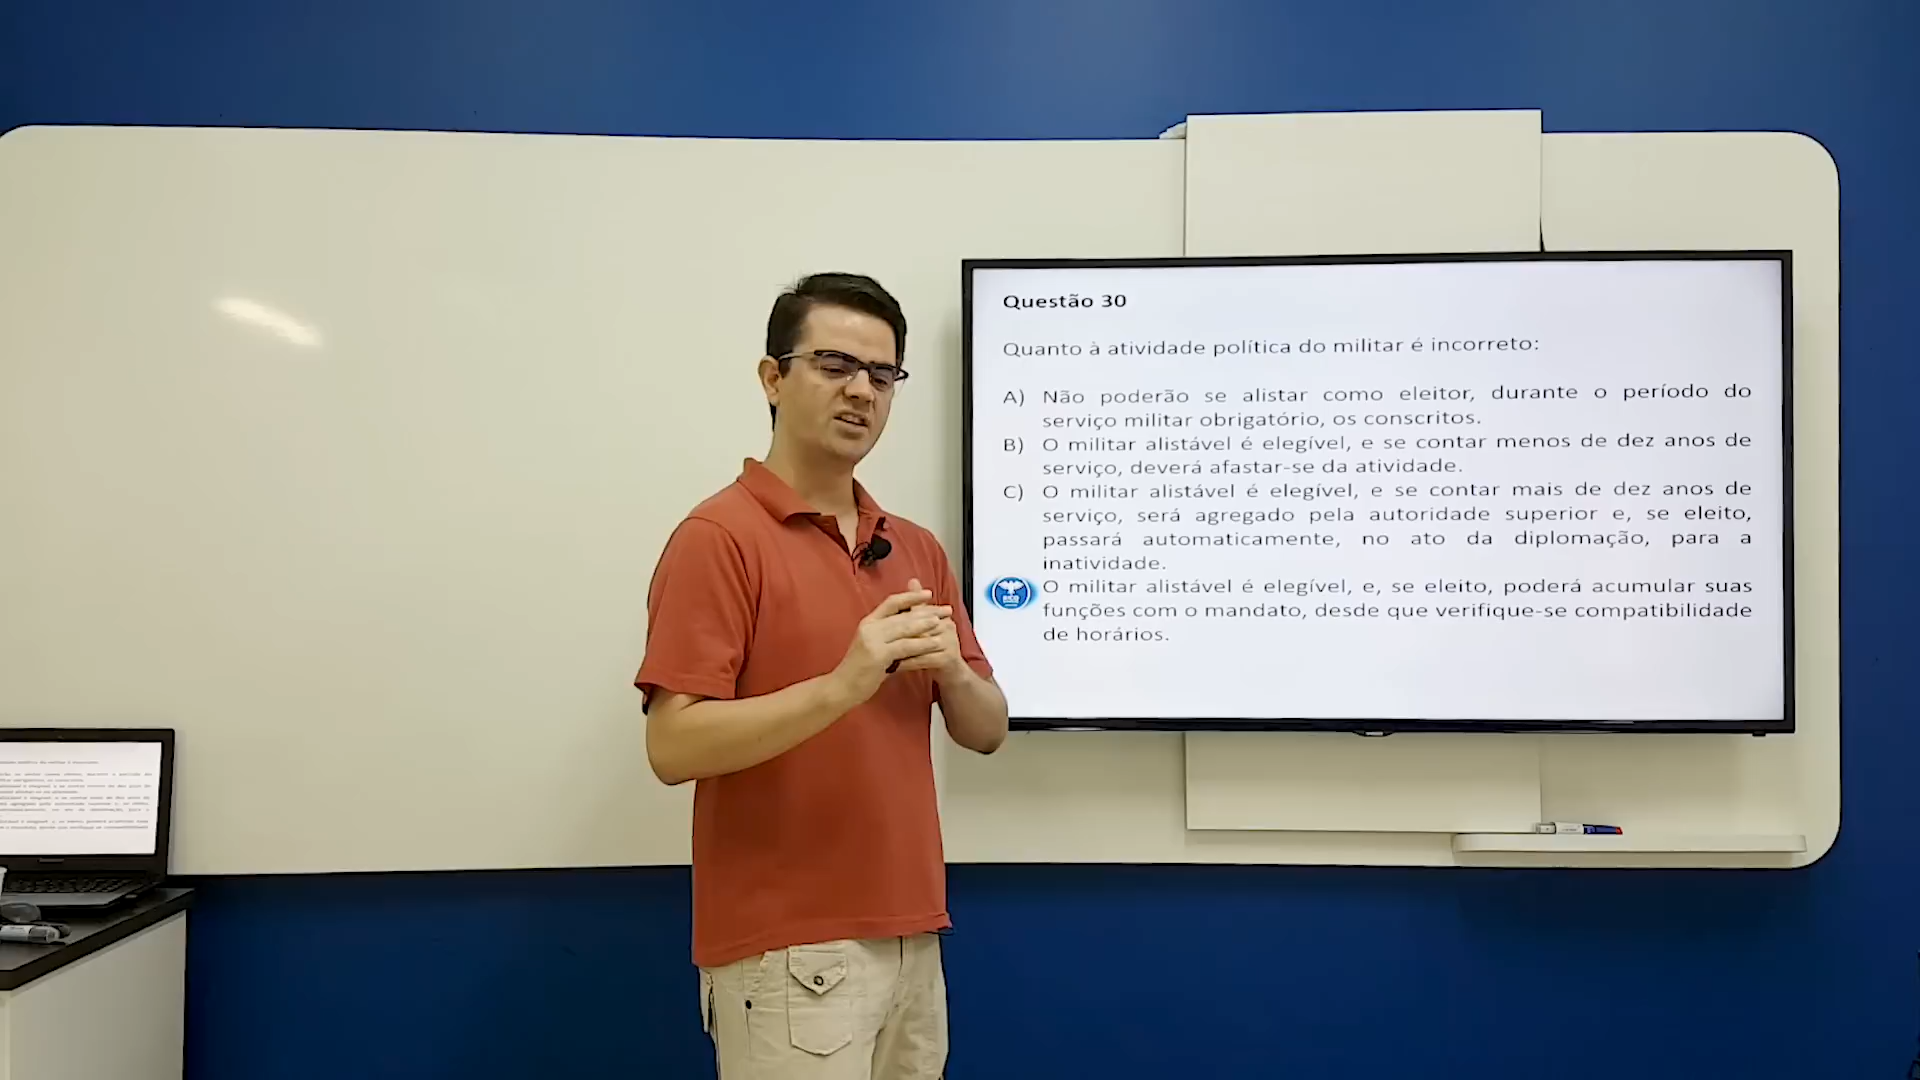 Questão 30
Quanto à atividade política do militar é incorreto:
A) Não poderão se alistar como eleitor, durante o período do
serviço militar obrigatório, os conscritos.
B) O militar alistável é elegível, e se contar menos de dez anos de
serviço, deverá afastar-se da atividade.
C) O militar alistável é elegível, e se contar mais de dez anos de
serviço, será agregado pela autoridade superior e, se eleito,
passará automaticamente, no ato da diplomação, para a
inatividade.
O militar alistável é elegível, e, se eleito, poderá acumular suas
funções com o mandato, desde que verifique-se compatibilidade
de horários.